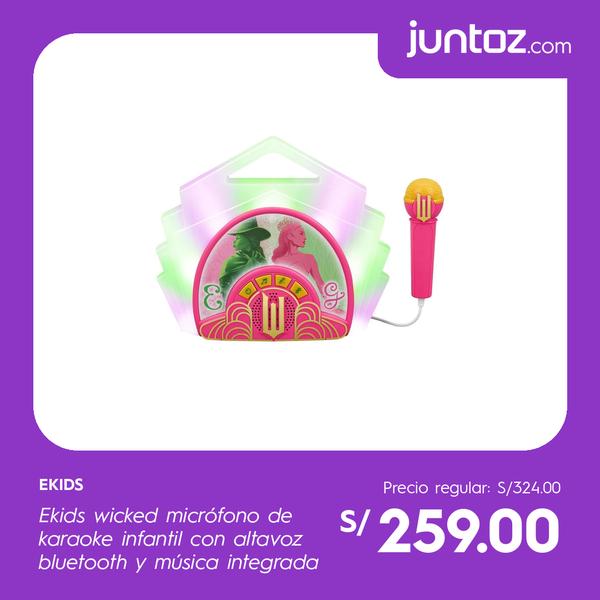 juntoz.com
W
E
G
W
EKIDS
Ekids wicked micrófono de
karaoke infantil con altavoz
bluetooth y música integrada
Precio regular: S/324.00
S/259.00